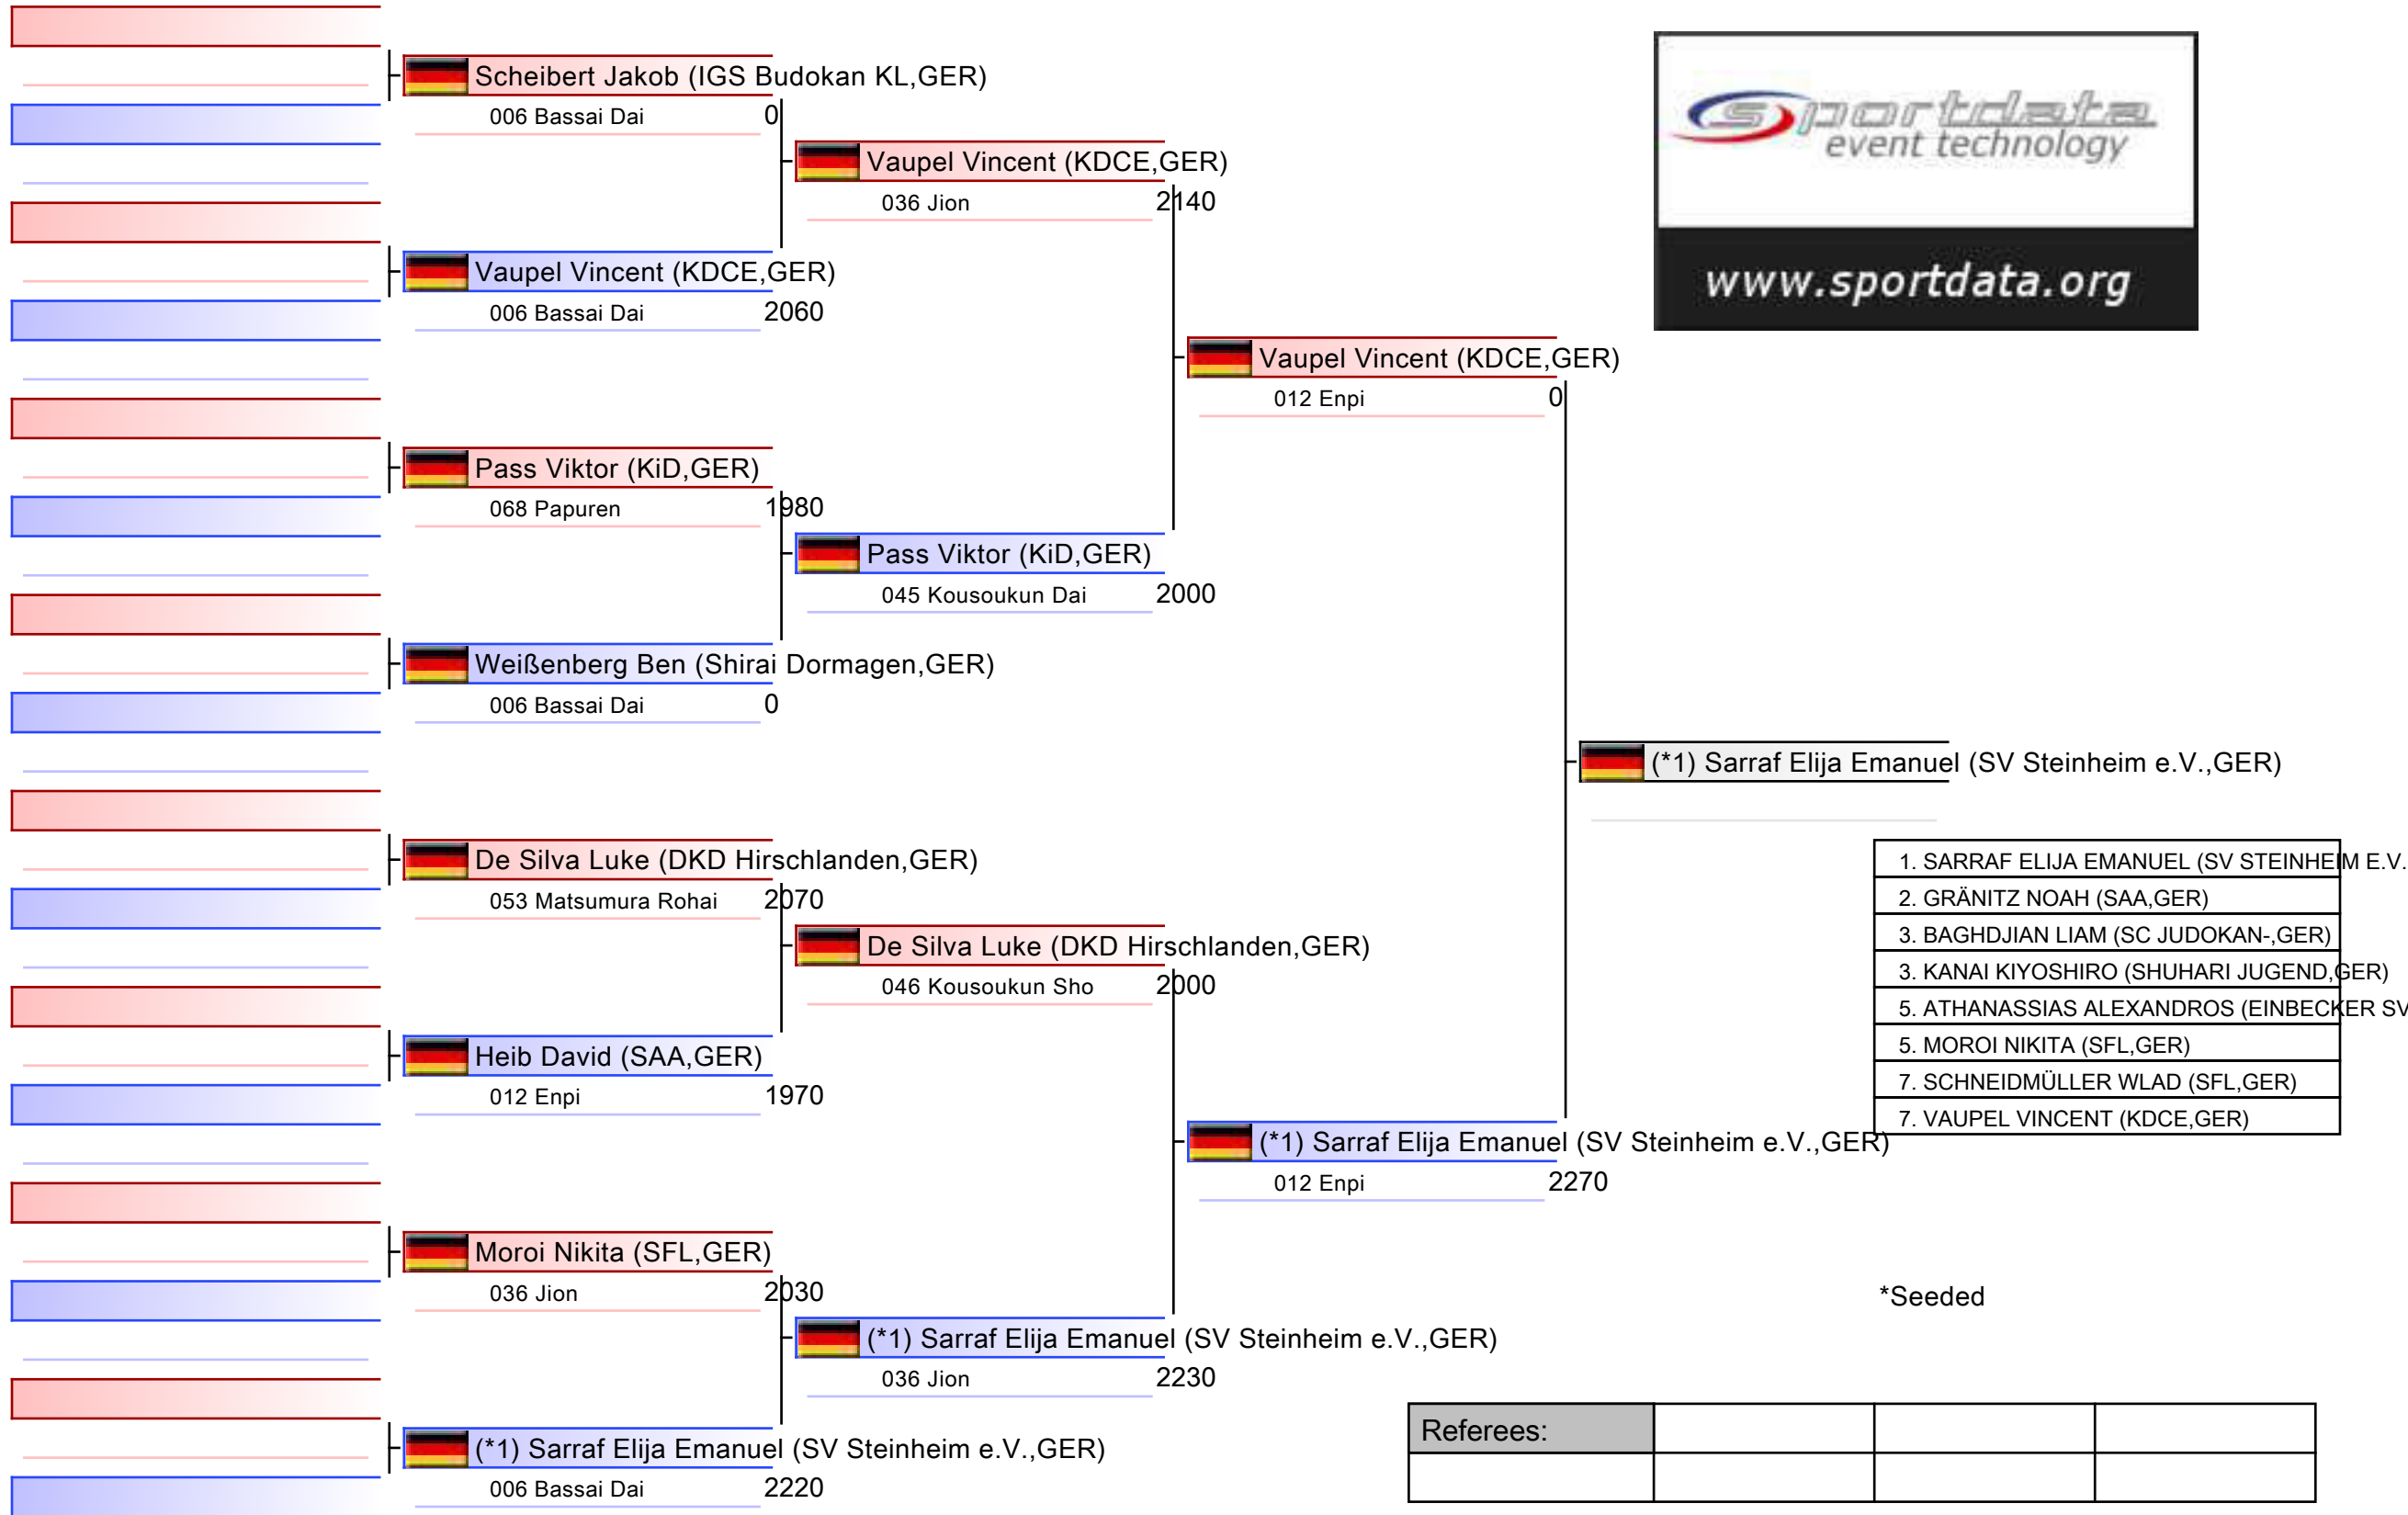 Scheibert Jakob (IGS Budokan KL,GER)
006 Bassai Dai 0
Vaupel Vincent (KDCE,GER)
006 Bassai Dai 2060
Pass Viktor (KiD,GER)
068 Papuren 1980
Weißenberg Ben (Shirai Dormagen,GER)
006 Bassai Dai 0
De Silva Luke (DKD Hirschlanden,GER)
053 Matsumura Rohai 2070
Heib David (SAA,GER)
012 Enpi 1970
Moroi Nikita (SFL,GER)
036 Jion 2030
(*1) Sarraf Elija Emanuel (SV Steinheim e.V.,GER)
006 Bassai Dai 2220
Vaupel Vincent (KDCE,GER)
036 Jion 2140
Pass Viktor (KiD,GER)
045 Kousoukun Dai 2000
De Silva Luke (DKD Hirschlanden,GER)
046 Kousoukun Sho 2000
(*1) Sarraf Elija Emanuel (SV Steinheim e.V.,GER)
036 Jion 2230
Vaupel Vincent (KDCE,GER)
012 Enpi 0
(*1) Sarraf Elija Emanuel (SV Steinheim e.V.,GER)
012 Enpi 2270
(*1) Sarraf Elija Emanuel (SV Steinheim e.V.,GER)
sportdata
event technology
www.sportdata.org
1. SARRAF ELIJA EMANUEL (SV STEINHEIM E.V.
2. GRÄNITZ NOAH (SAA,GER)
3. BAGHDJIAN LIAM (SC JUDOKAN-,GER)
3. KANAI KIYOSHIRO (SHUHARI JUGEND,GER)
5. ATHANASSIAS ALEXANDROS (EINBECKER SV
5. MOROI NIKITA (SFL,GER)
7. SCHNEIDMÜLLER WLAD (SFL,GER)
7. VAUPEL VINCENT (KDCE,GER)
*Seeded
Referees: